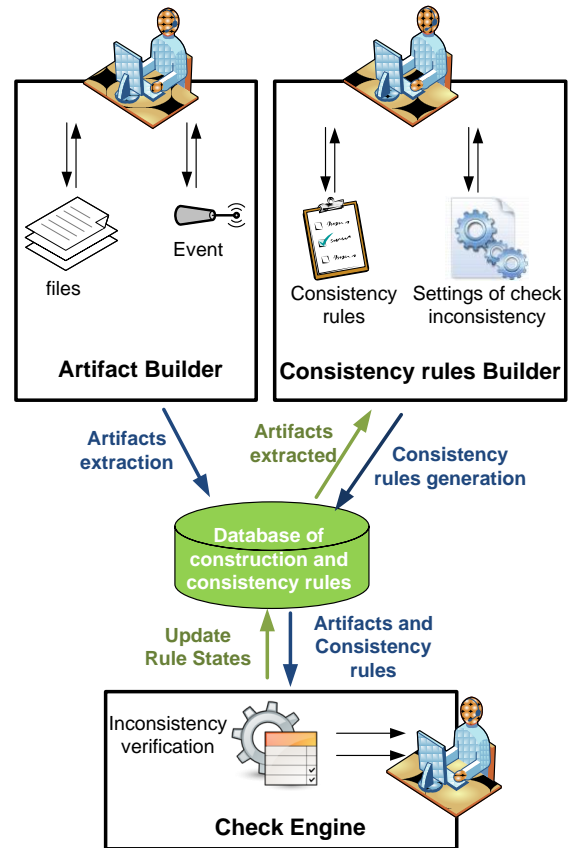 files
Event
Artifact Builder
Consistency
rules
Settings of check
inconsistency
Consistency rules Builder
Artifacts
extraction
Artifacts
extracted
Consistency
rules generation
Database of
construction and
consistency rules
Update
Rule States
Artifacts and
Consistency
rules
Inconsistency
verification
Check Engine